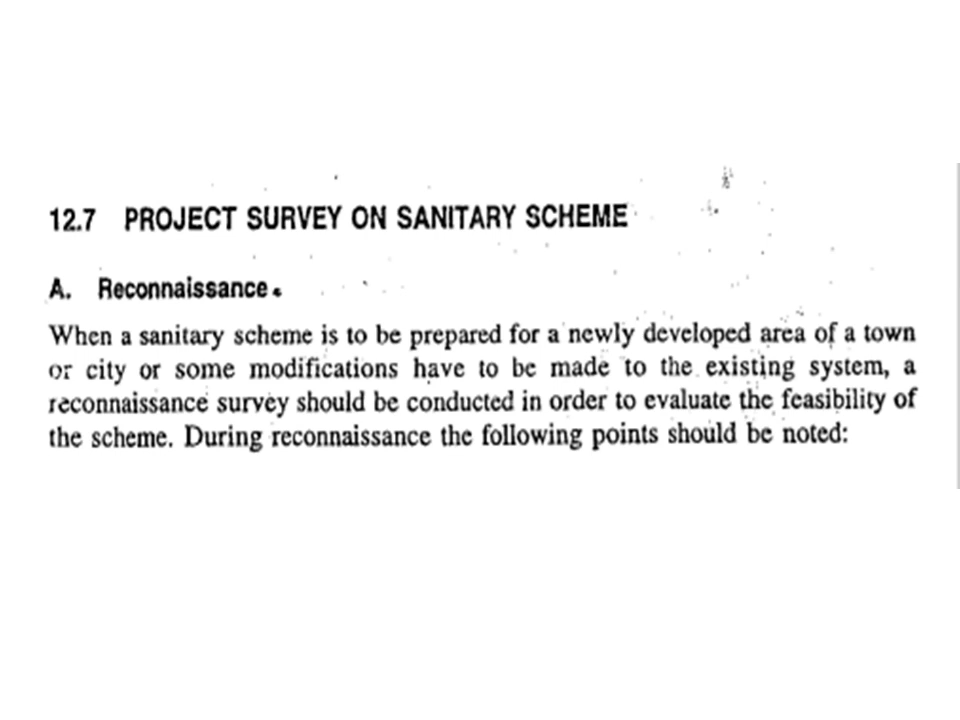 12.7 PROJECT SURVEY ON SANITARY SCHEME
A. Reconnaissance.
When a sanitary scheme is to be prepared for a newly developed area of a town
or city or some modifications have to be made to the existing system, a
reconnaissance survey should be conducted in order to evaluate the feasibility of
the scheme. During reconnaissance the following points should be noted: